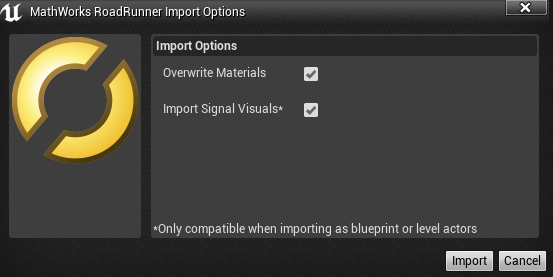 MathWorks RoadRunner Import Options
Import Options
Overwrite Materials
Import Signal Visuals*
*Only compatible when importing as blueprint or level actors
Import Cancel